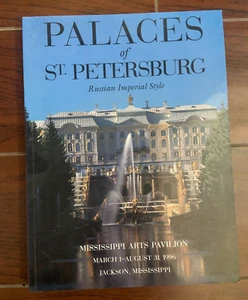 PALACES
of
ST. PETERSBURG
Russian Imperial Style
MISSISSIPPI ARTS PAVILION
MARCH 1-AUGUST 31, 1996
JACKSON, MISSISSIPPI